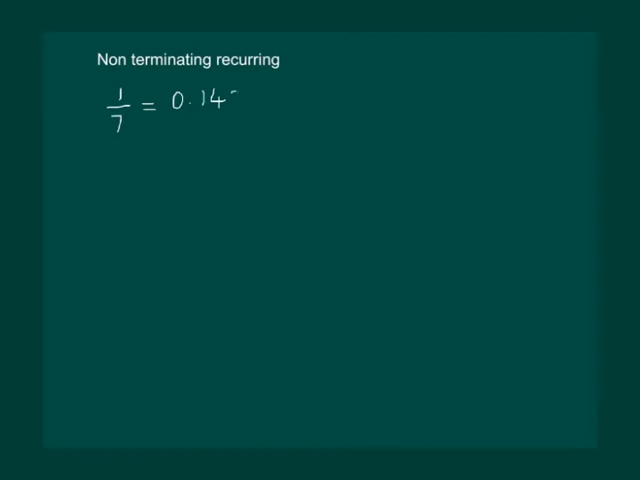 Non terminating recurring
1/7 = 0.14